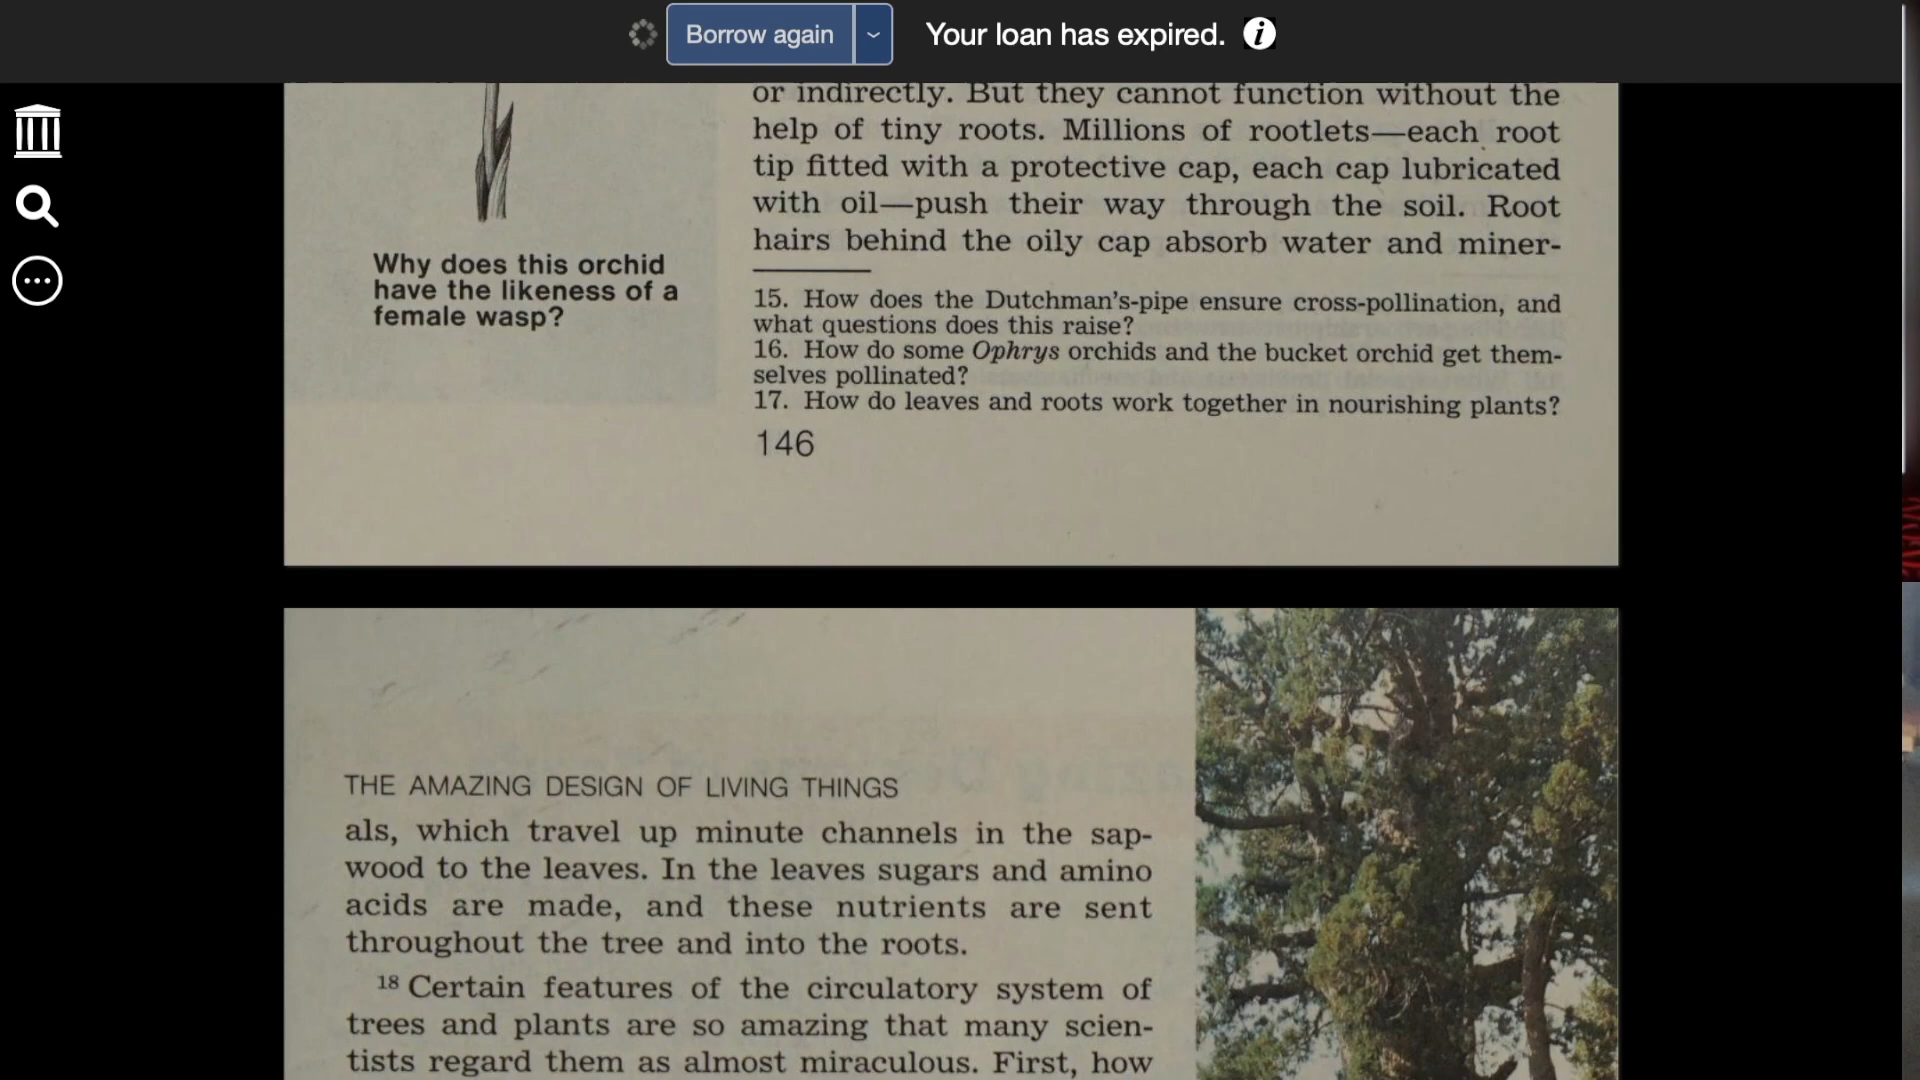 Borrow again
Your loan has expired.
or indirectly. But they cannot function without the
help of tiny roots. Millions of rootlets—each root
tip fitted with a protective cap, each cap lubricated
with oil—push their way through the soil. Root
hairs behind the oily cap absorb water and miner-
Why does this orchid
have the likeness of a
female wasp?
15. How does the Dutchman's-pipe ensure cross-pollination, and
what questions does this raise?
16. How do some Ophrys orchids and the bucket orchid get them-
selves pollinated?
17. How do leaves and roots work together in nourishing plants?
146
THE AMAZING DESIGN OF LIVING THINGS
als, which travel up minute channels in the sap-
wood to the leaves. In the leaves sugars and amino
acids are made, and these nutrients are sent
throughout the tree and into the roots.
18 Certain features of the circulatory system of
trees and plants are so amazing that many scien-
tists regard them as almost miraculous. First, how